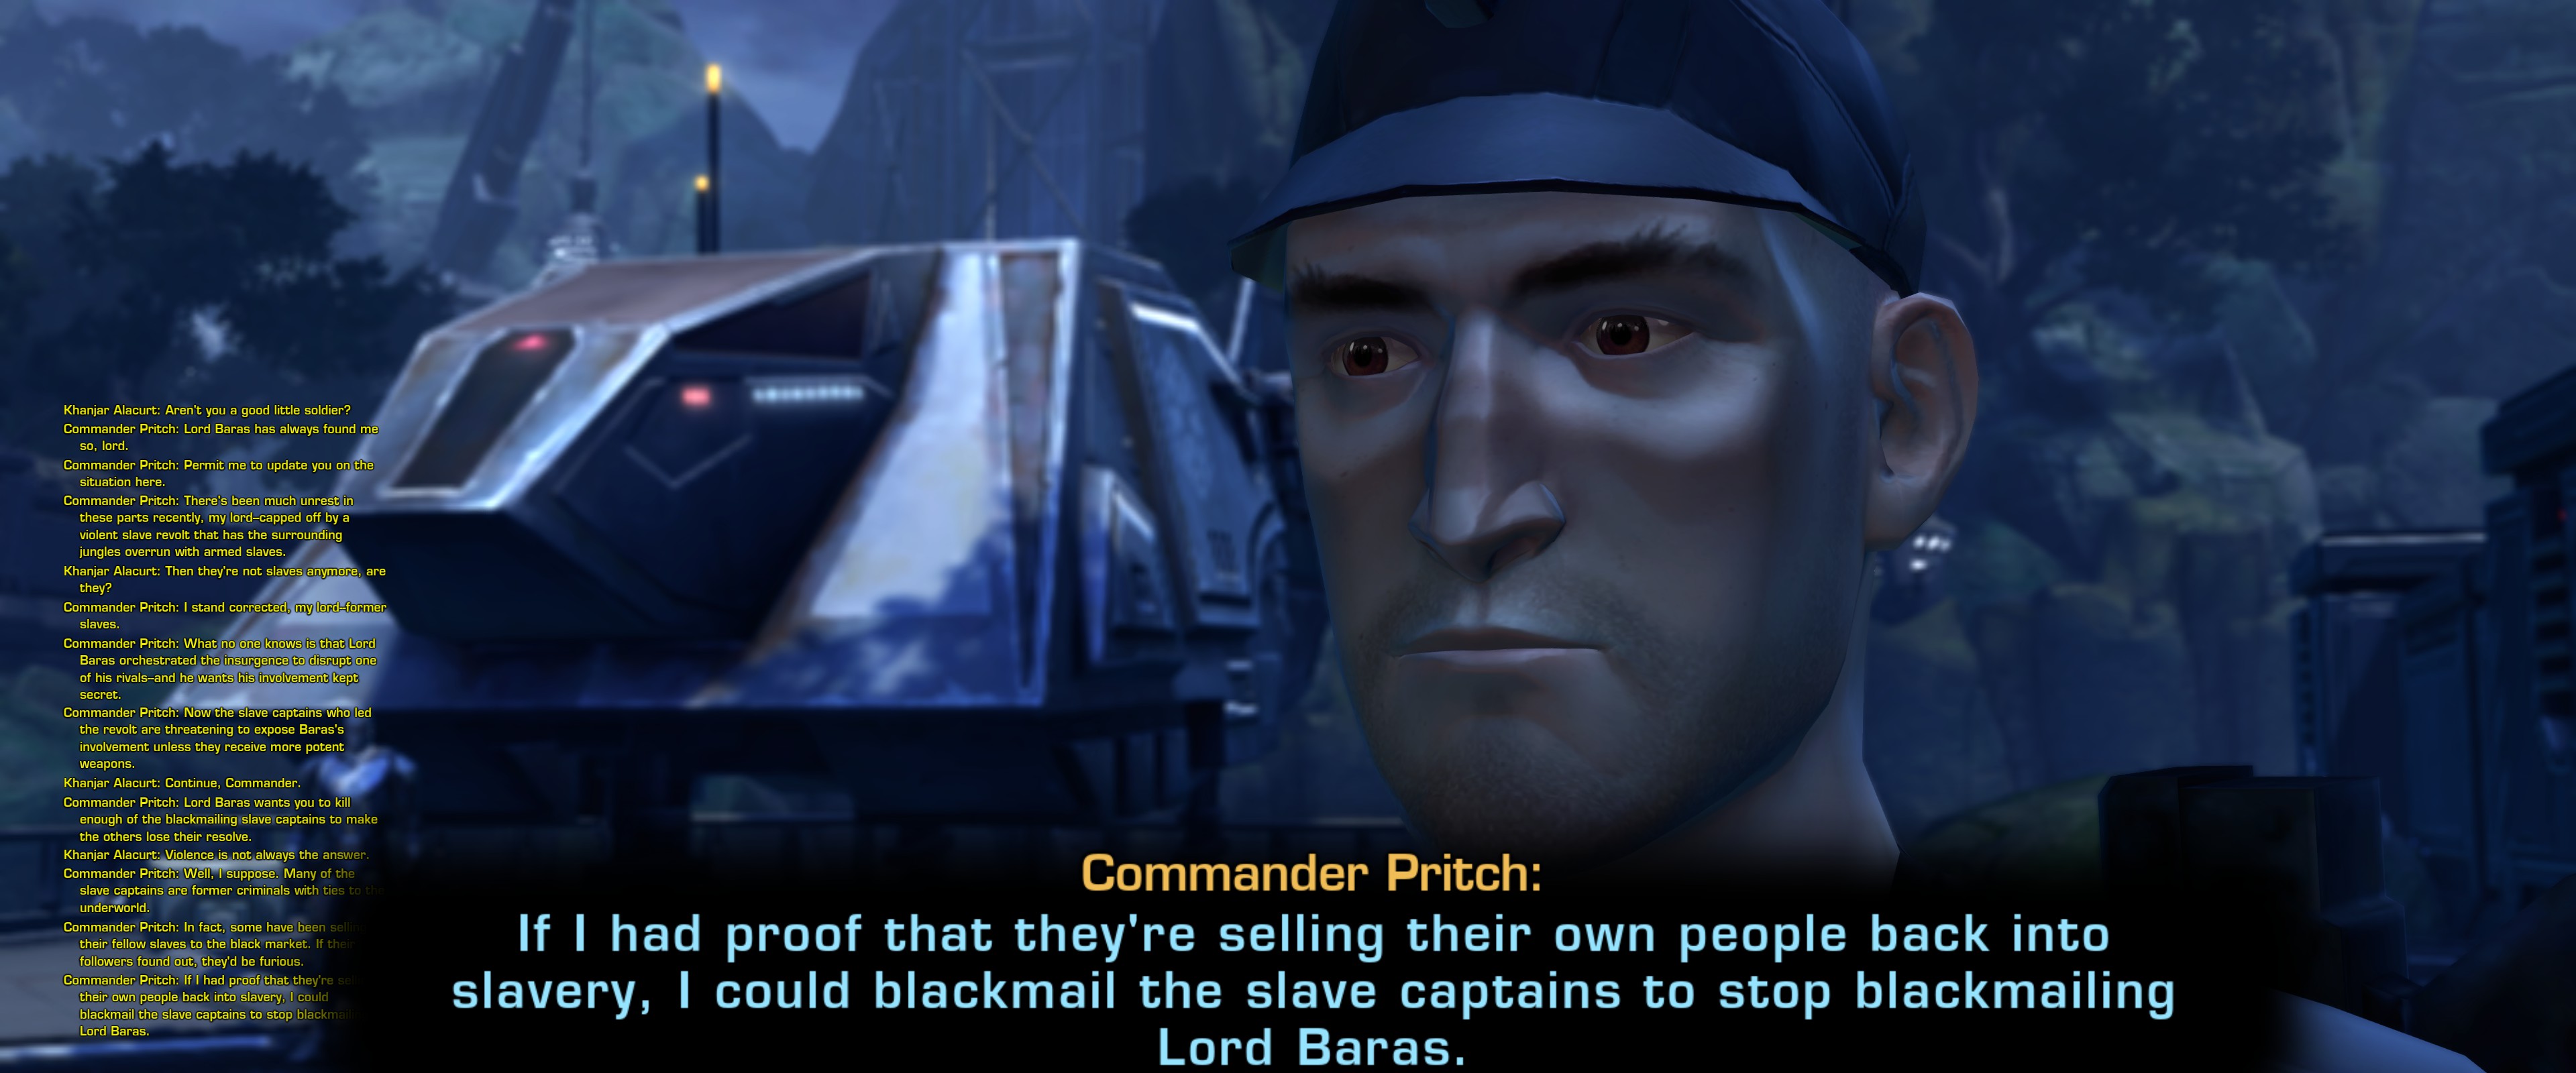 Khanjar Alacurt: Aren't you a good little soldier?
Commander Pritch: Lord Baras has always found me
so, lord.
Commander Pritch: Permit me to update you on the
situation here.
Commander Pritch: There's been much unrest in
these parts recently, my lord–capped off by a
violent slave revolt that has the surrounding
jungles overrun with armed slaves.
Khanjar Alacurt: Then they're not slaves anymore, are
they?
Commander Pritch: I stand corrected, my lord–former
slaves.
Commander Pritch: What no one knows is that Lord
Baras orchestrated the insurgence to disrupt one
of his rivals–and he wants his involvement kept
secret.
Commander Pritch: Now the slave captains who led
the revolt are threatening to expose Baras's
involvement unless they receive more potent
weapons.
Khanjar Alacurt: Continue, Commander.
Commander Pritch: Lord Baras wants you to kill
enough of the blackmailing slave captains to make
the others lose their resolve.
Khanjar Alacurt: Violence is not always the answer.
Commander Pritch: Well, I suppose. Many of the
slave captains are former criminals with ties to the
underworld.
Commander Pritch: In fact, some have been selling
their fellow slaves to the black market. If their
followers found out, they'd be furious.
Commander Pritch: If I had proof that they're selling
their own people back into slavery, I could
blackmail the slave captains to stop blackmailing
Lord Baras.
Commander Pritch:
If I had proof that they're selling their own people back into
slavery, I could blackmail the slave captains to stop blackmailing
Lord Baras.